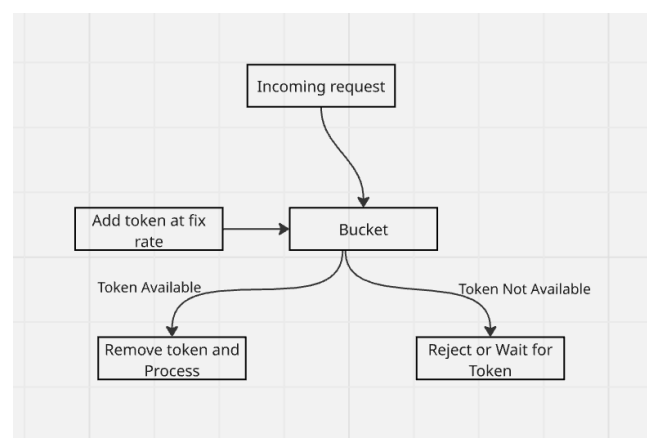 Incoming request
Add token at fix
rate
Bucket
Token Available
Token Not Available
Remove token and
Process
Reject or Wait for
Token